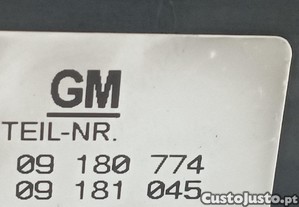 GM
TEIL-NR.
09 180 774
09 181 045
CustoJusto.pt